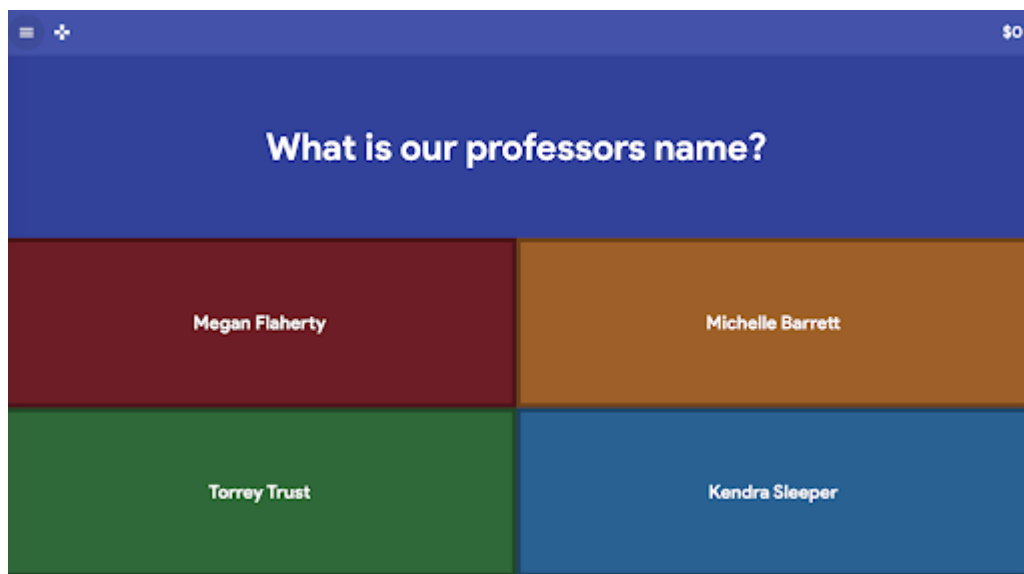 $0
What is our professors name?
Megan Flaherty
Michelle Barrett
Torrey Trust
Kendra Sleeper